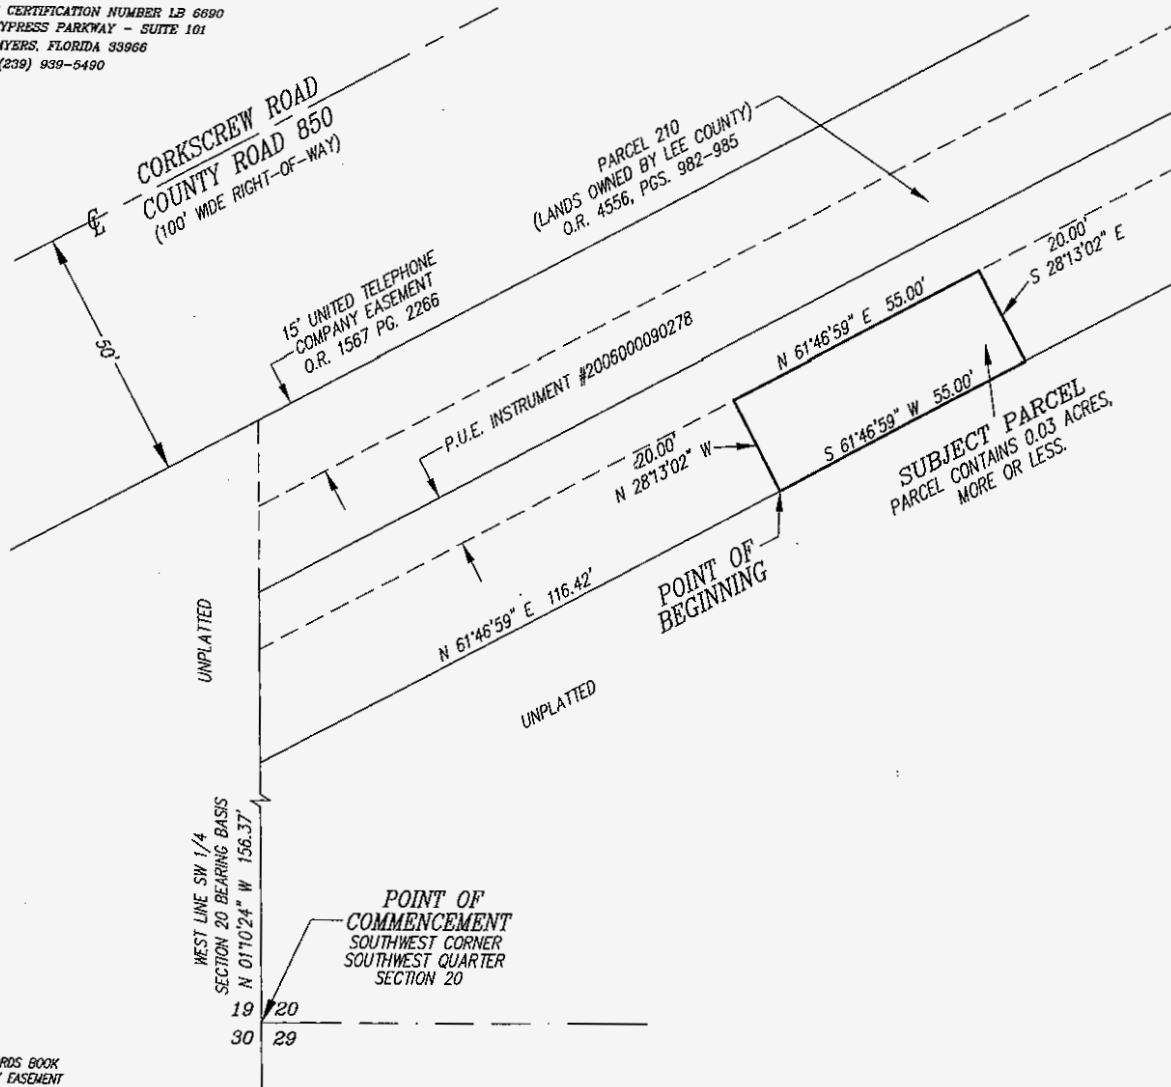 CERTIFICATION NUMBER LB 6690
YPRESS PARKWAY – SUITE 101
MYERS, FLORIDA 33966
(239) 939–5490
CORKSCREW ROAD
COUNTY ROAD 850
(100' WIDE RIGHT–OF–WAY)
℄
50'
PARCEL 210
(LANDS OWNED BY LEE COUNTY)
O.R. 4556, PGS. 982–985
15' UNITED TELEPHONE
COMPANY EASEMENT
O.R. 1567 PG. 2266
P.U.E. INSTRUMENT #2006000090278
20.00'
S 28°13'02" E
N 61°46'59" E 55.00'
S 61°46'59" W 55.00'
20.00'
N 28°13'02" W
SUBJECT PARCEL
PARCEL CONTAINS 0.03 ACRES,
MORE OR LESS.
POINT OF
BEGINNING
N 61°46'59" E 116.42'
UNPLATTED
UNPLATTED
WEST LINE SW 1/4
SECTION 20 BEARING BASIS
N 01°10'24" W 156.37'
POINT OF
COMMENCEMENT
SOUTHWEST CORNER
SOUTHWEST QUARTER
SECTION 20
19 20
30 29
RDS BOOK
EASEMENT